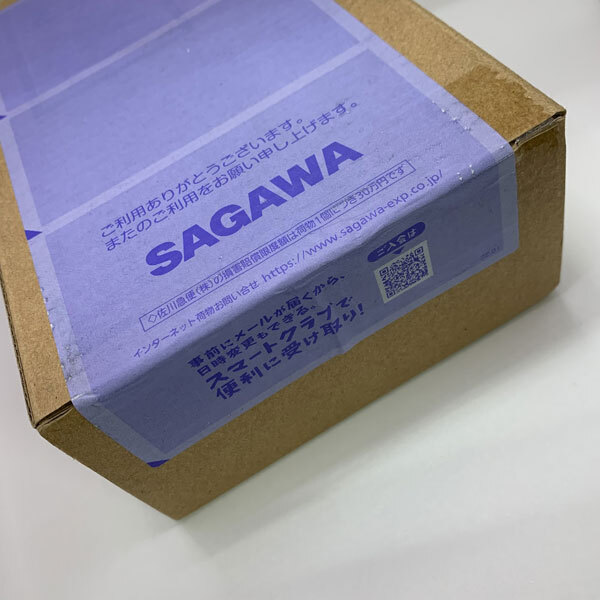 ご利用ありがとうございます。
またのご利用をお願い申し上げます。
SAGAWA
◇佐川急便(株)の損害賠償限度額は荷物1個につき30万円です
インターネット荷物お問い合せ https://www.sagawa-exp.co.jp/
ご入会は
事前にメールが届くから、
日時変更もできる。
スマートクラブで
便利に受け取り!